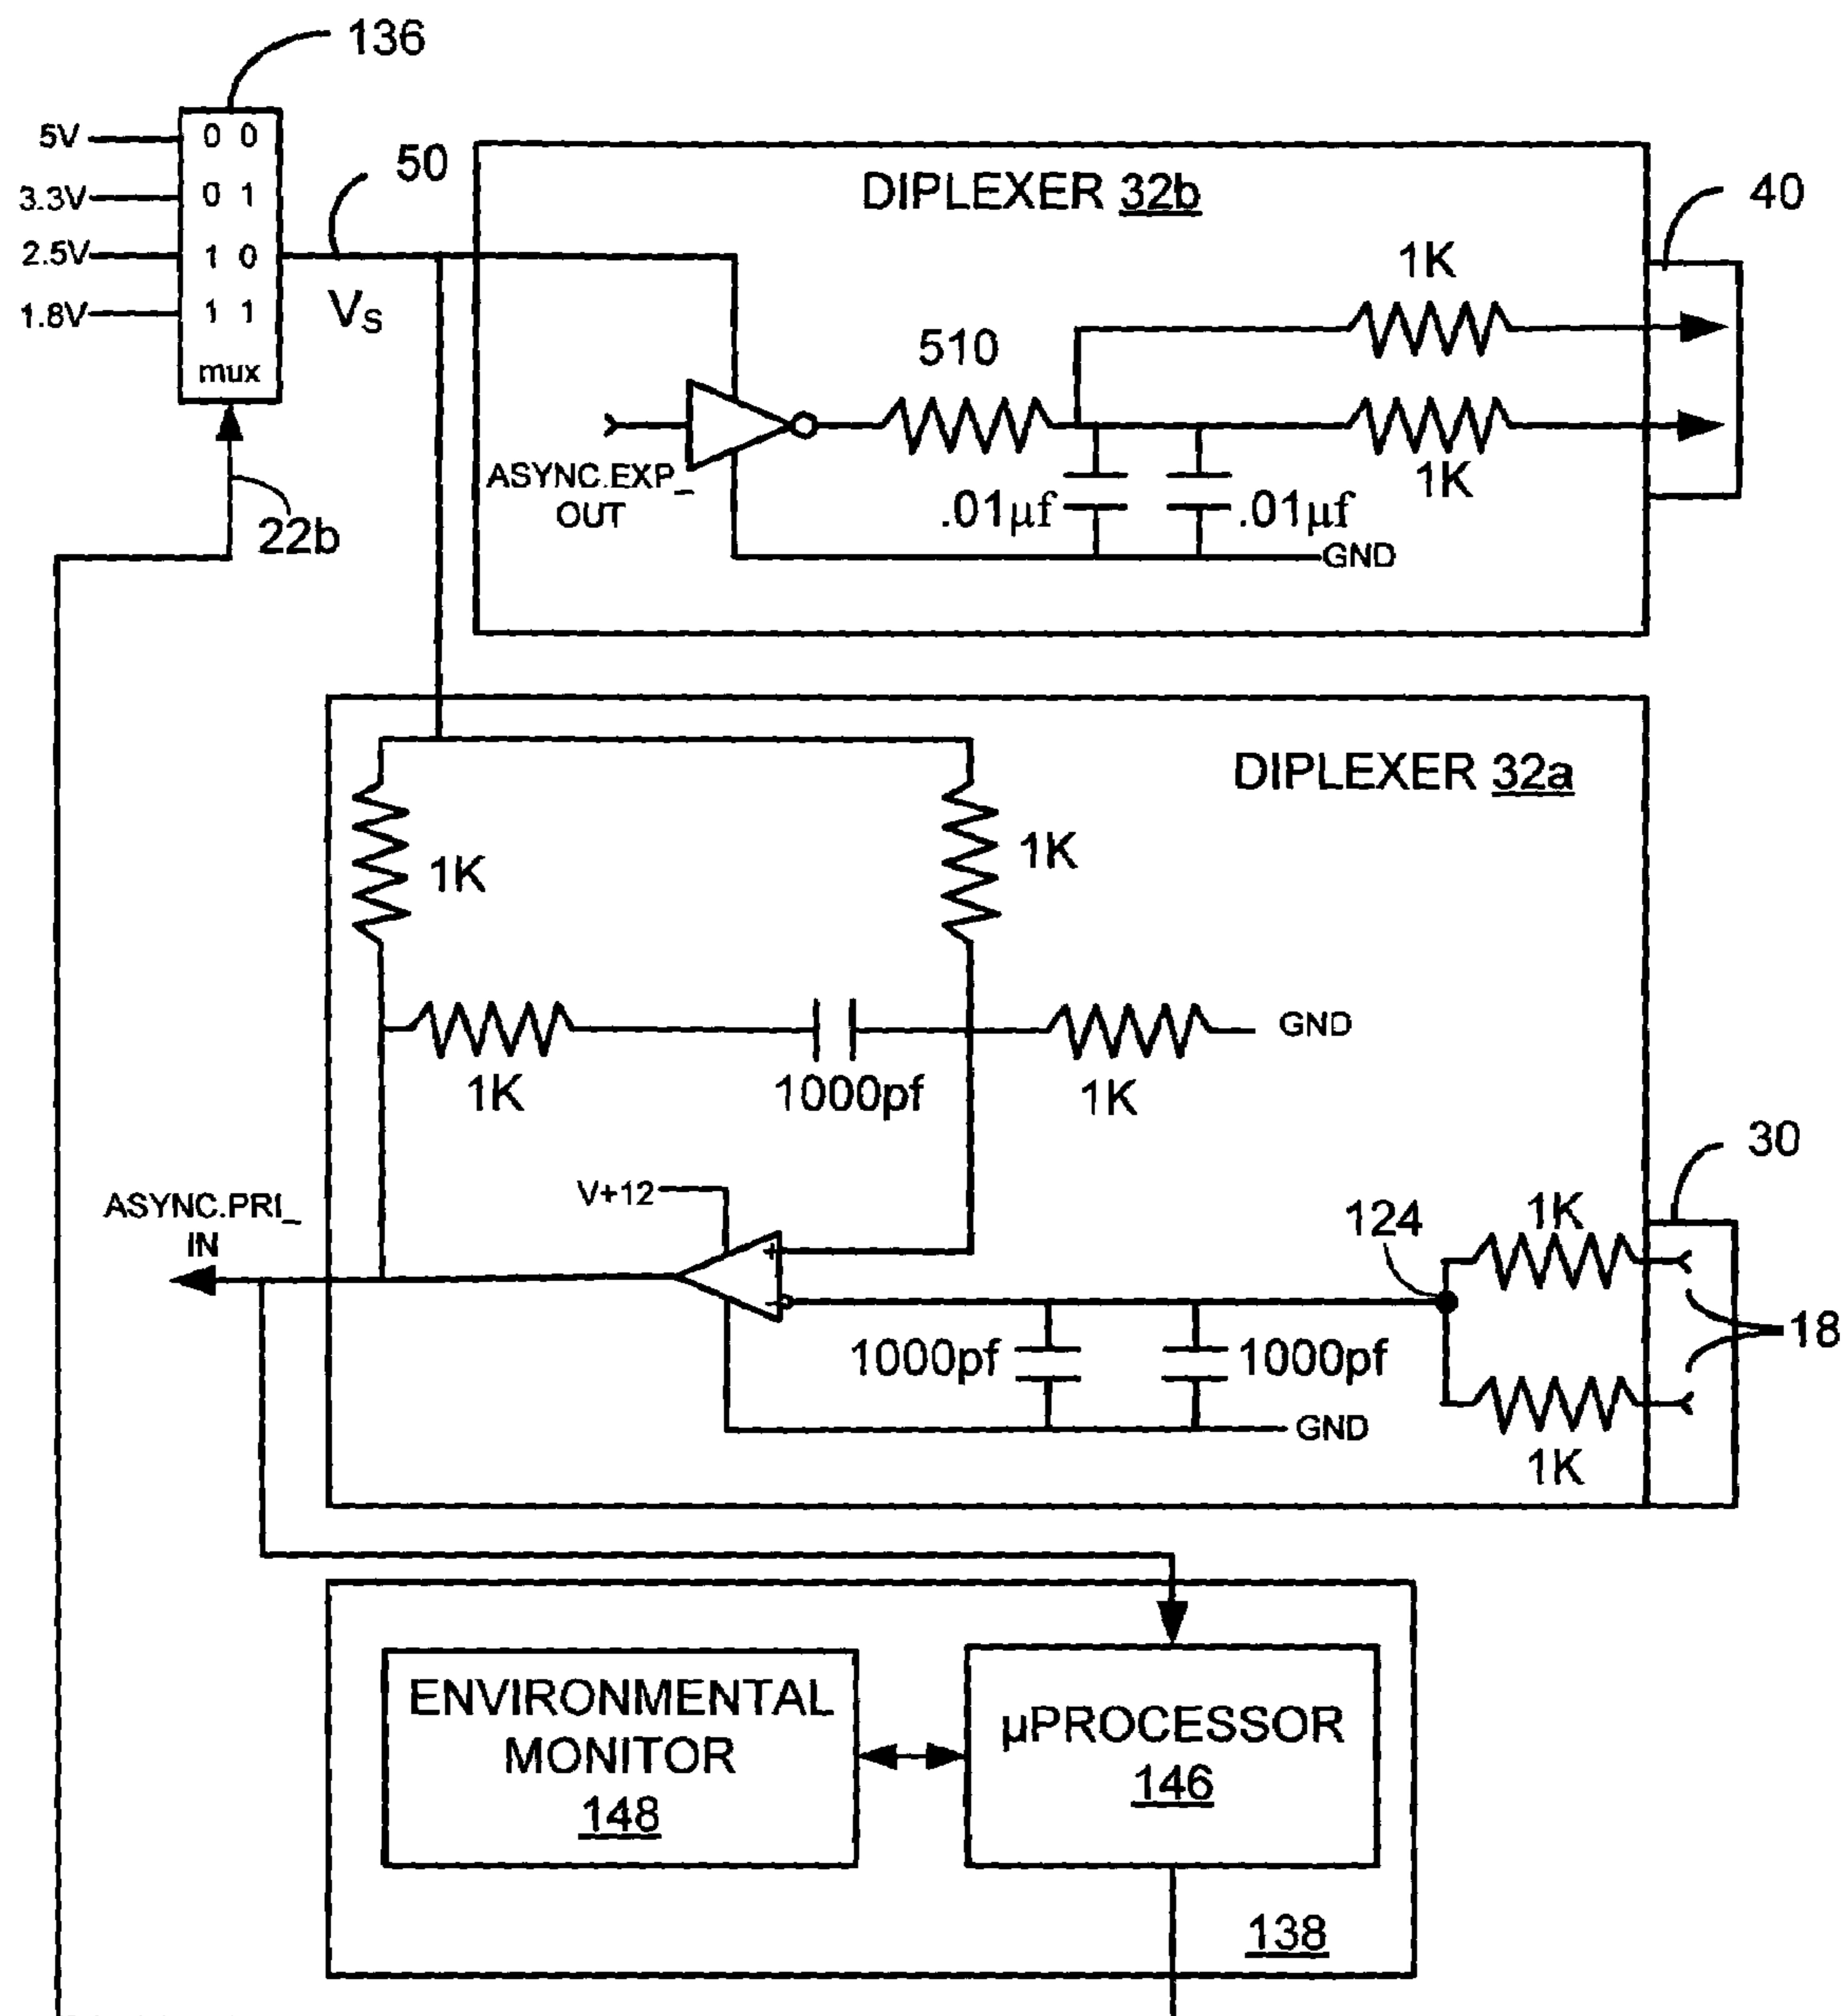 136
5V
0 0
3.3V
0 1
2.5V
1 0
1.8V
1 1
mux
50
VS
22b
DIPLEXER 32b
40
1K
510
1K
ASYNC.EXP_
OUT
.01µf
.01µf
GND
DIPLEXER 32a
1K
1K
1K
1000pf
1K
GND
30
V+12
ASYNC.PRI_
IN
+
-
124
1K
18
1000pf
1000pf
GND
1K
ENVIRONMENTAL
MONITOR
148
µPROCESSOR
146
138